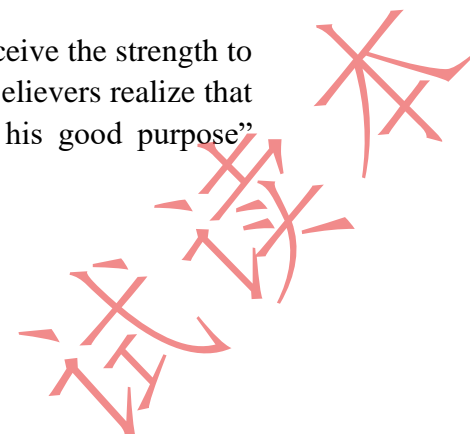 ceive the strength to
elievers realize that
his good purpose”
试读本